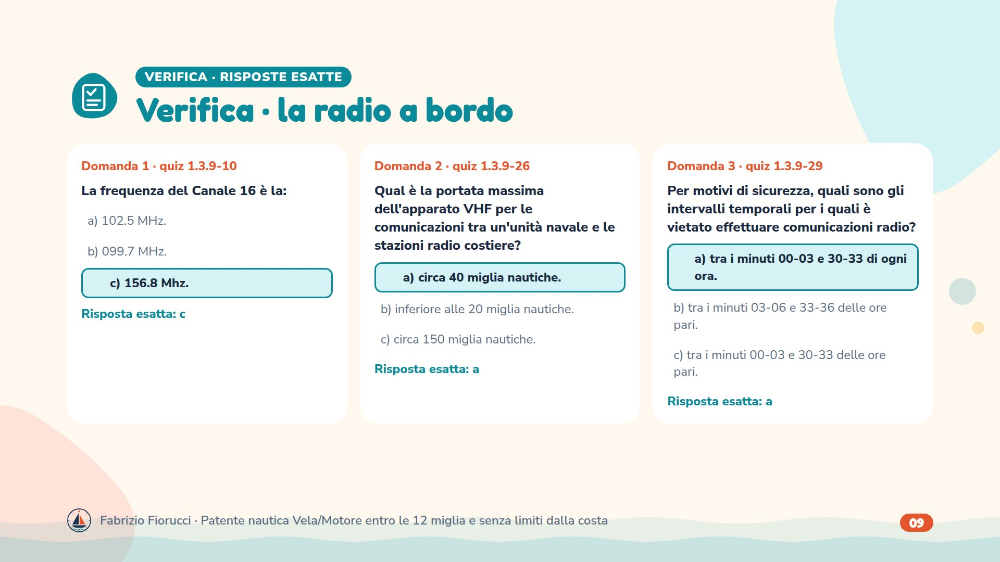 VERIFICA · RISPOSTE ESATTE
Verifica · la radio a bordo
Domanda 1 · quiz 1.3.9-10
La frequenza del Canale 16 è la:
a) 102.5 MHz.
b) 099.7 MHz.
c) 156.8 Mhz.
Risposta esatta: c
Domanda 2 · quiz 1.3.9-26
Qual è la portata massima
dell'apparato VHF per le
comunicazioni tra un'unità navale e le
stazioni radio costiere?
a) circa 40 miglia nautiche.
b) inferiore alle 20 miglia nautiche.
c) circa 150 miglia nautiche.
Risposta esatta: a
Domanda 3 · quiz 1.3.9-29
Per motivi di sicurezza, quali sono gli
intervalli temporali per i quali è
vietato effettuare comunicazioni radio?
a) tra i minuti 00-03 e 30-33 di ogni
ora.
b) tra i minuti 03-06 e 33-36 delle ore
pari.
c) tra i minuti 00-03 e 30-33 delle ore
pari.
Risposta esatta: a
Fabrizio Fiorucci · Patente nautica Vela/Motore entro le 12 miglia e senza limiti dalla costa
09